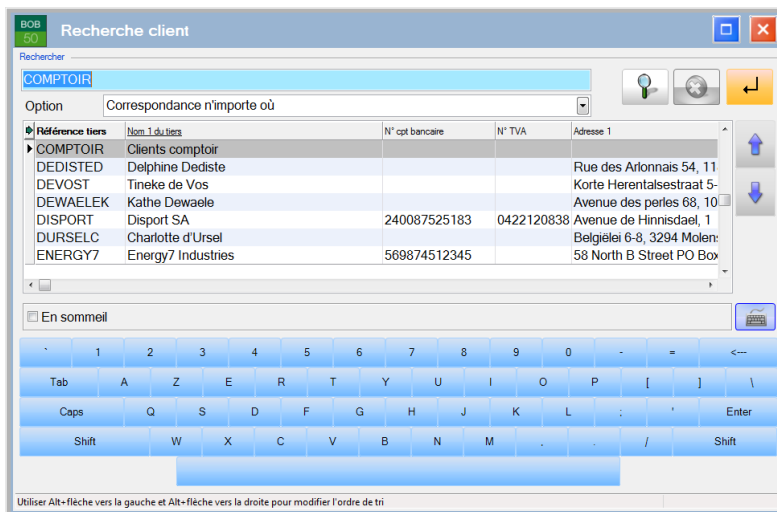 BOB
50
Recherche client
Rechercher
COMPTOIR
Option Correspondance n'importe où
Référence tiers Nom 1 du tiers N° cpt bancaire N° TVA Adresse 1
COMPTOIR Clients comptoir
DEDISTED Delphine Dediste Rue des Arlonnais 54, 11
DEVOST Tineke de Vos Korte Herentalsestraat 5-
DEWAELEK Kathe Dewaele Avenue des perles 68, 10
DISPORT Disport SA 240087525183 0422120838 Avenue de Hinnisdael, 1
DURSELC Charlotte d'Ursel Belgiëlei 6-8, 3294 Molen
ENERGY7 Energy7 Industries 569874512345 58 North B Street PO Box
En sommeil
` 1 2 3 4 5 6 7 8 9 0 - = <---
Tab A Z E R T Y U I O P [ ] \
Caps Q S D F G H J K L ; ' Enter
Shift W X C V B N M . . / Shift
Utiliser Alt+flèche vers la gauche et Alt+flèche vers la droite pour modifier l'ordre de tri